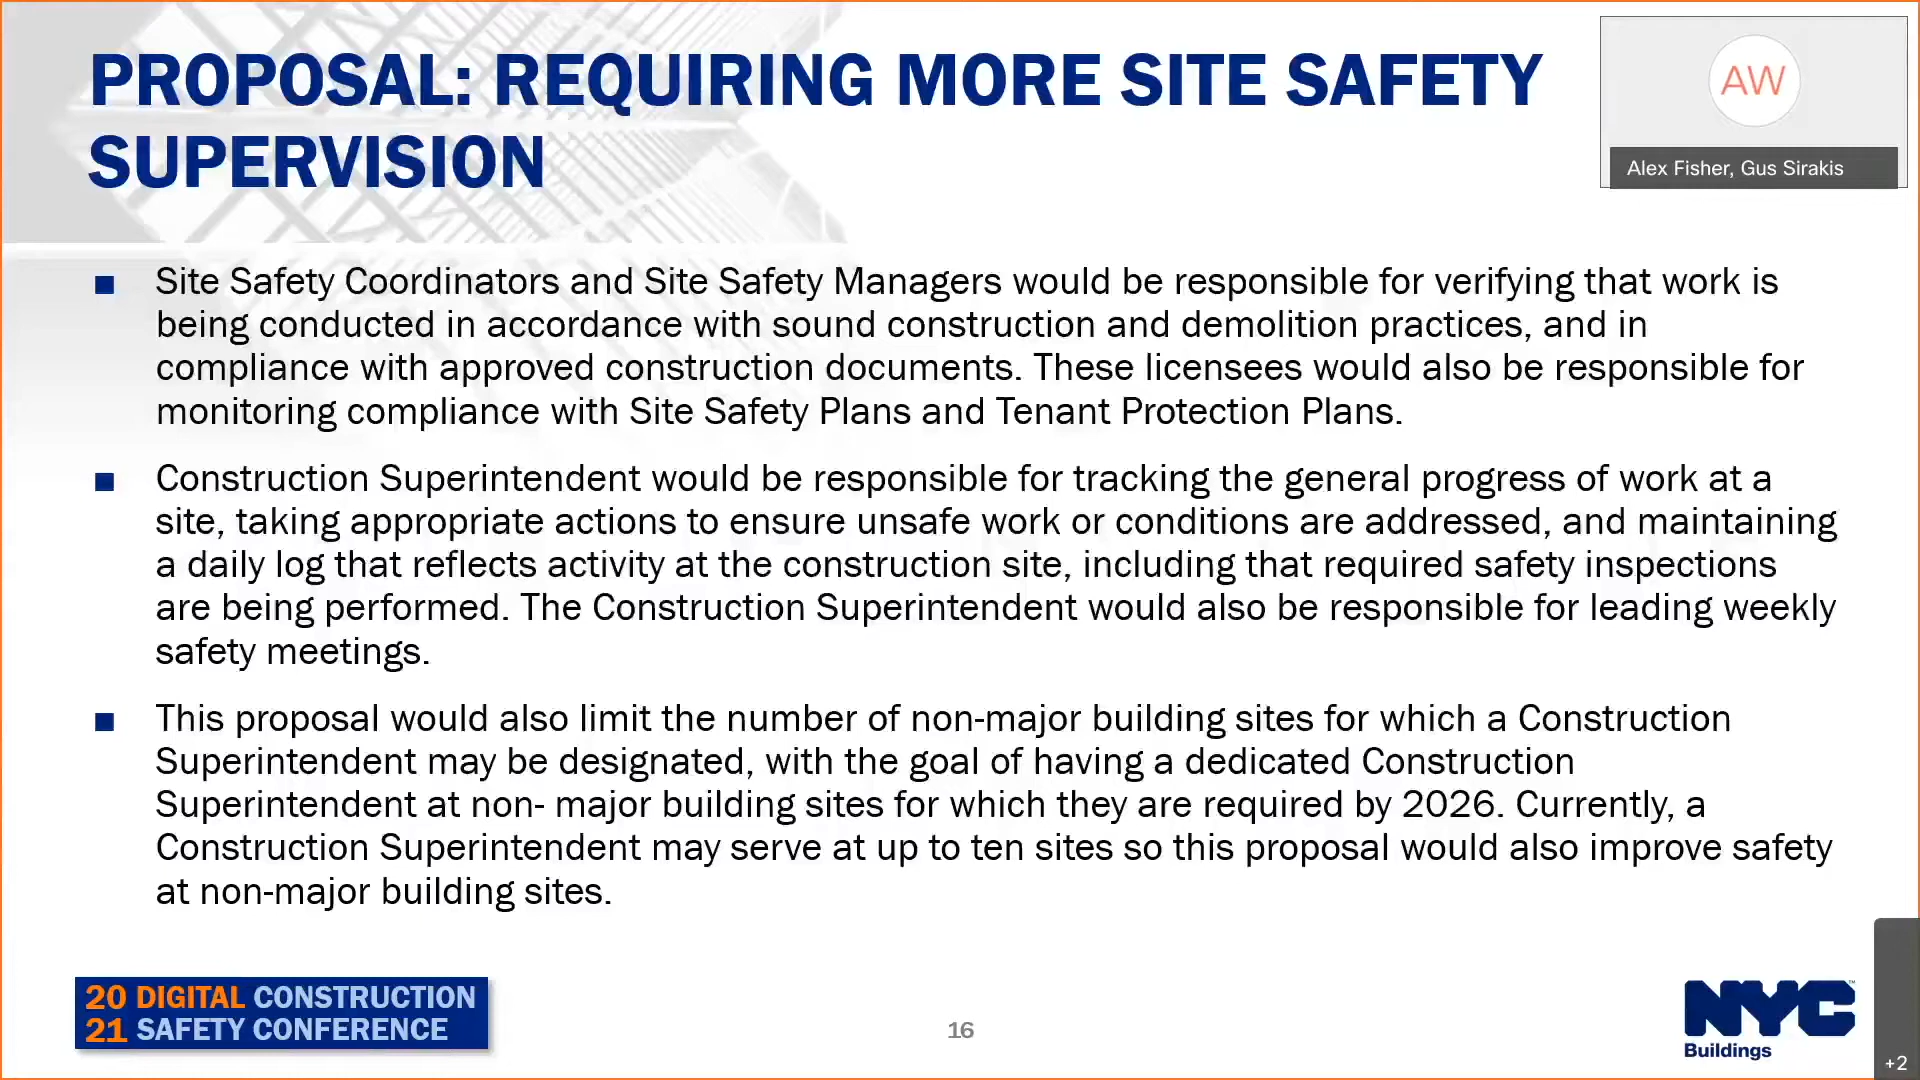 PROPOSAL: REQUIRING MORE SITE SAFETY
SUPERVISION
AW
Alex Fisher, Gus Sirakis
■ Site Safety Coordinators and Site Safety Managers would be responsible for verifying that work is
being conducted in accordance with sound construction and demolition practices, and in
compliance with approved construction documents. These licensees would also be responsible for
monitoring compliance with Site Safety Plans and Tenant Protection Plans.
■ Construction Superintendent would be responsible for tracking the general progress of work at a
site, taking appropriate actions to ensure unsafe work or conditions are addressed, and maintaining
a daily log that reflects activity at the construction site, including that required safety inspections
are being performed. The Construction Superintendent would also be responsible for leading weekly
safety meetings.
■ This proposal would also limit the number of non-major building sites for which a Construction
Superintendent may be designated, with the goal of having a dedicated Construction
Superintendent at non- major building sites for which they are required by 2026. Currently, a
Construction Superintendent may serve at up to ten sites so this proposal would also improve safety
at non-major building sites.
20 DIGITAL CONSTRUCTION
21 SAFETY CONFERENCE
16
NYC™
Buildings
+2